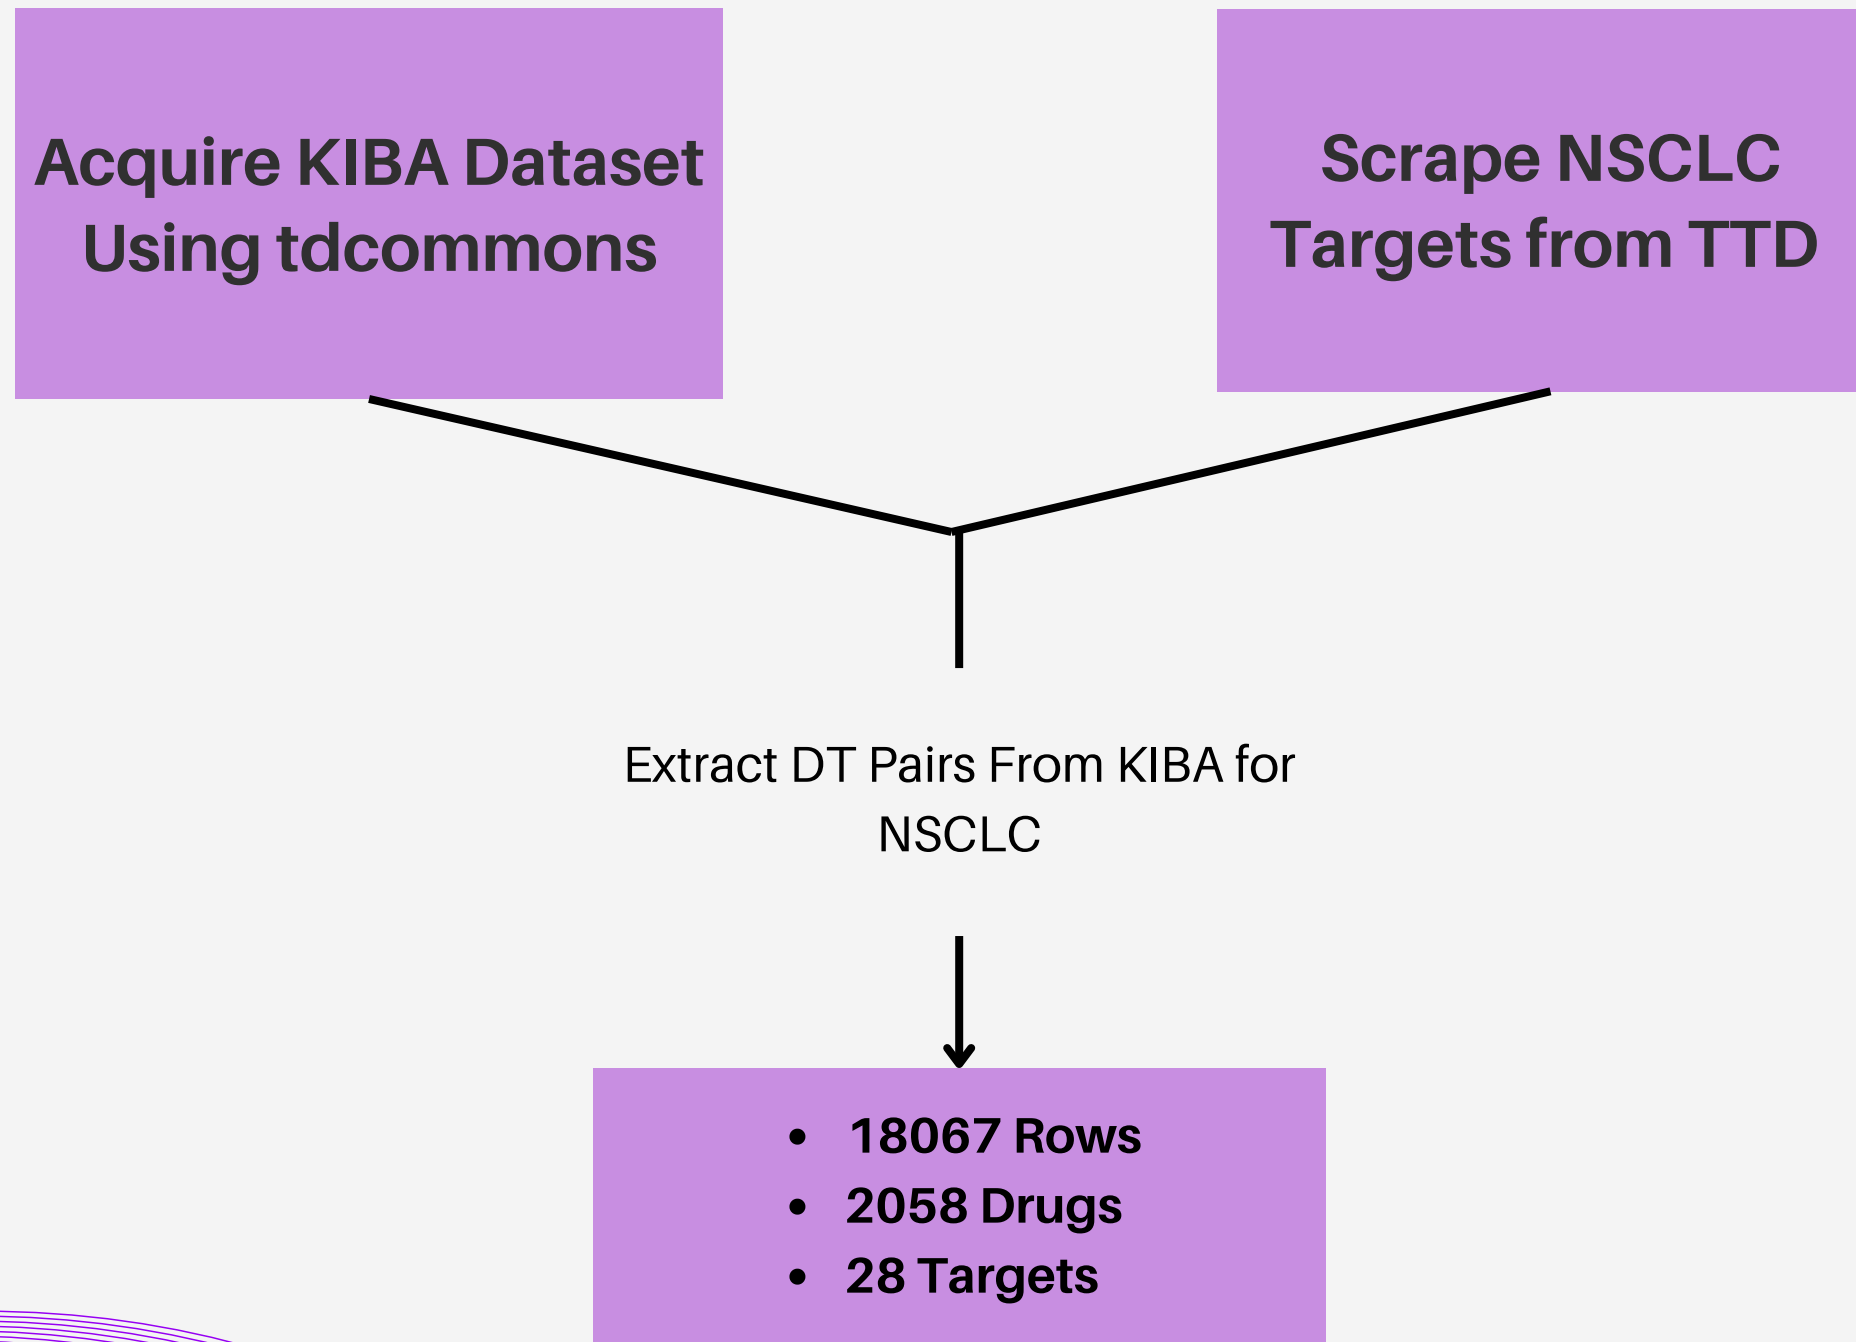 Acquire KIBA Dataset
Using tdcommons
Scrape NSCLC
Targets from TTD
Extract DT Pairs From KIBA for
NSCLC
• 18067 Rows
• 2058 Drugs
• 28 Targets